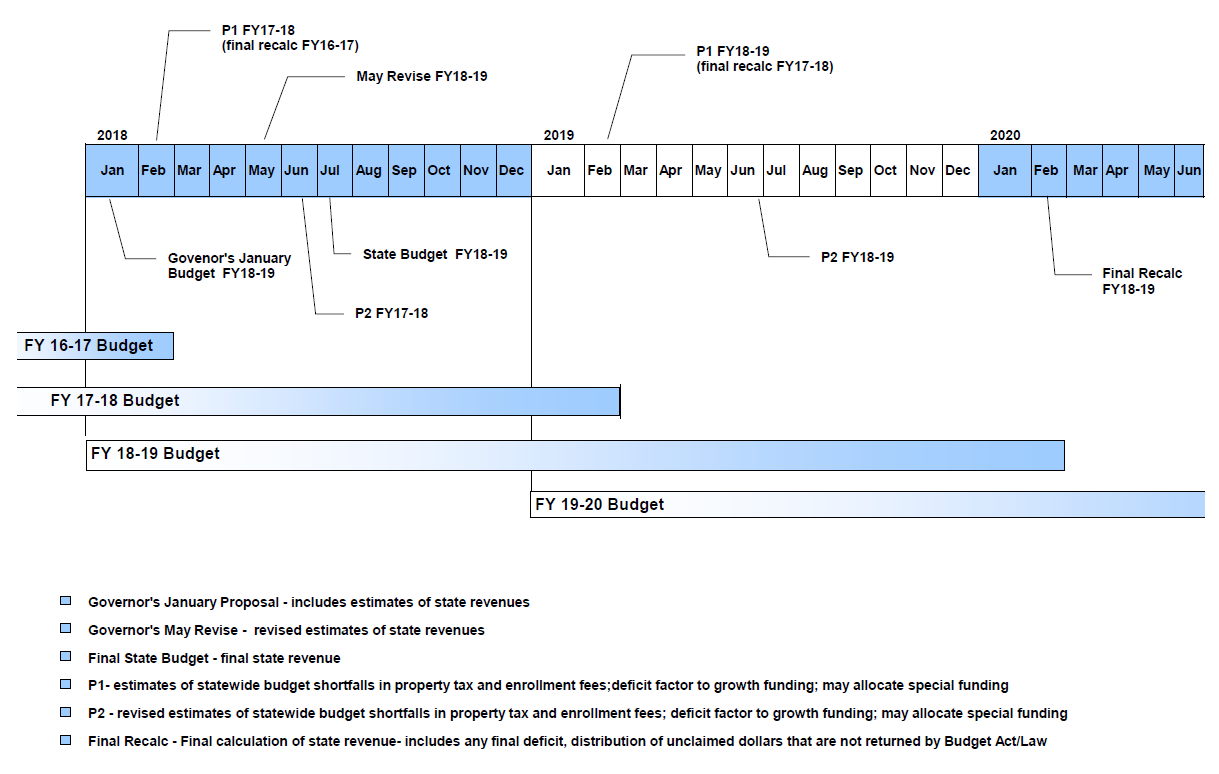 P1 FY17-18
(final recalc FY16-17)
May Revise FY18-19
P1 FY18-19
(final recalc FY17-18)
2018
2019
2020
Jan Feb Mar Apr May Jun Jul Aug Sep Oct Nov Dec Jan Feb Mar Apr May Jun Jul Aug Sep Oct Nov Dec Jan Feb Mar Apr May Jun
Govenor's January
Budget FY18-19
State Budget FY18-19
P2 FY17-18
P2 FY18-19
Final Recalc
FY18-19
FY 16-17 Budget
FY 17-18 Budget
FY 18-19 Budget
FY 19-20 Budget
Governor's January Proposal - includes estimates of state revenues
Governor's May Revise - revised estimates of state revenues
Final State Budget - final state revenue
P1- estimates of statewide budget shortfalls in property tax and enrollment fees;deficit factor to growth funding; may allocate special funding
P2 - revised estimates of statewide budget shortfalls in property tax and enrollment fees; deficit factor to growth funding; may allocate special funding
Final Recalc - Final calculation of state revenue- includes any final deficit, distribution of unclaimed dollars that are not returned by Budget Act/Law